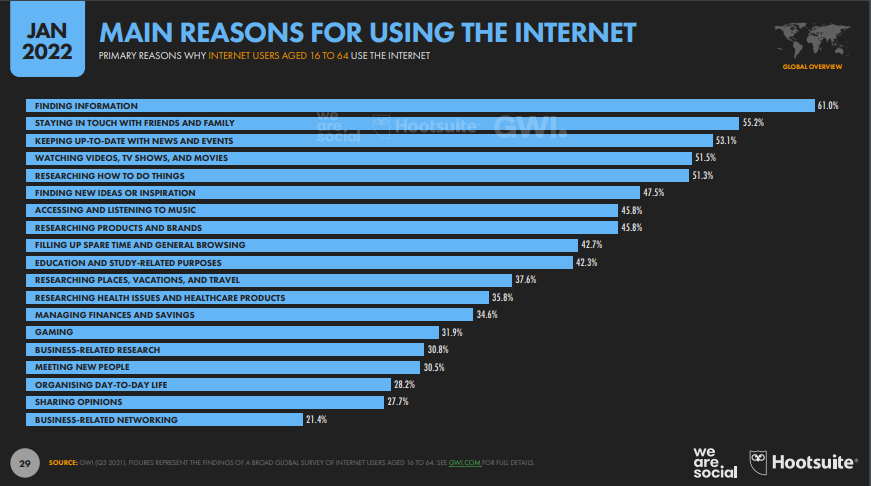 JAN
2022
MAIN REASONS FOR USING THE INTERNET
PRIMARY REASONS WHY INTERNET USERS AGED 16 TO 64 USE THE INTERNET
GLOBAL OVERVIEW
FINDING INFORMATION 61.0%
we are social Hootsuite® GWI.
STAYING IN TOUCH WITH FRIENDS AND FAMILY 55.2%
KEEPING UP-TO-DATE WITH NEWS AND EVENTS 53.1%
WATCHING VIDEOS, TV SHOWS, AND MOVIES 51.5%
RESEARCHING HOW TO DO THINGS 51.3%
FINDING NEW IDEAS OR INSPIRATION 47.5%
ACCESSING AND LISTENING TO MUSIC 45.8%
RESEARCHING PRODUCTS AND BRANDS 45.8%
FILLING UP SPARE TIME AND GENERAL BROWSING 42.7%
EDUCATION AND STUDY-RELATED PURPOSES 42.3%
RESEARCHING PLACES, VACATIONS, AND TRAVEL 37.6%
RESEARCHING HEALTH ISSUES AND HEALTHCARE PRODUCTS 35.8%
MANAGING FINANCES AND SAVINGS 34.6%
GAMING 31.9%
BUSINESS-RELATED RESEARCH 30.8%
MEETING NEW PEOPLE 30.5%
ORGANISING DAY-TO-DAY LIFE 28.2%
SHARING OPINIONS 27.7%
BUSINESS-RELATED NETWORKING 21.4%
29
SOURCE: GWI (Q3 2021). FIGURES REPRESENT THE FINDINGS OF A BROAD GLOBAL SURVEY OF INTERNET USERS AGED 16 TO 64. SEE GWI.COM FOR FULL DETAILS.
we
are
social
Hootsuite®